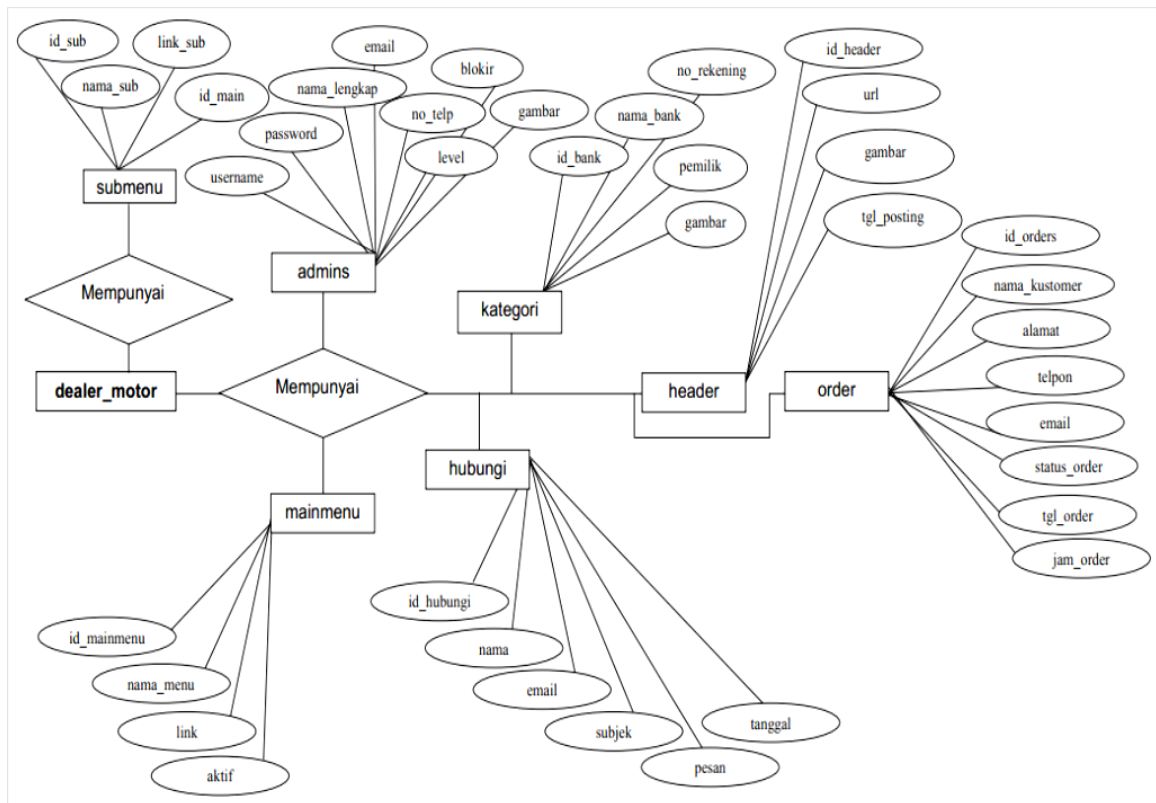 id_sub
link_sub
nama_sub
id_main
submenu
Mempunyai
dealer_motor
email
blokir
nama_lengkap
no_telp
gambar
password
level
username
admins
Mempunyai
mainmenu
id_mainmenu
nama_menu
link
aktif
no_rekening
nama_bank
id_bank
pemilik
gambar
kategori
hubungi
id_hubungi
nama
email
subjek
pesan
tanggal
id_header
url
gambar
tgl_posting
header
order
id_orders
nama_kustomer
alamat
telpon
email
status_order
tgl_order
jam_order